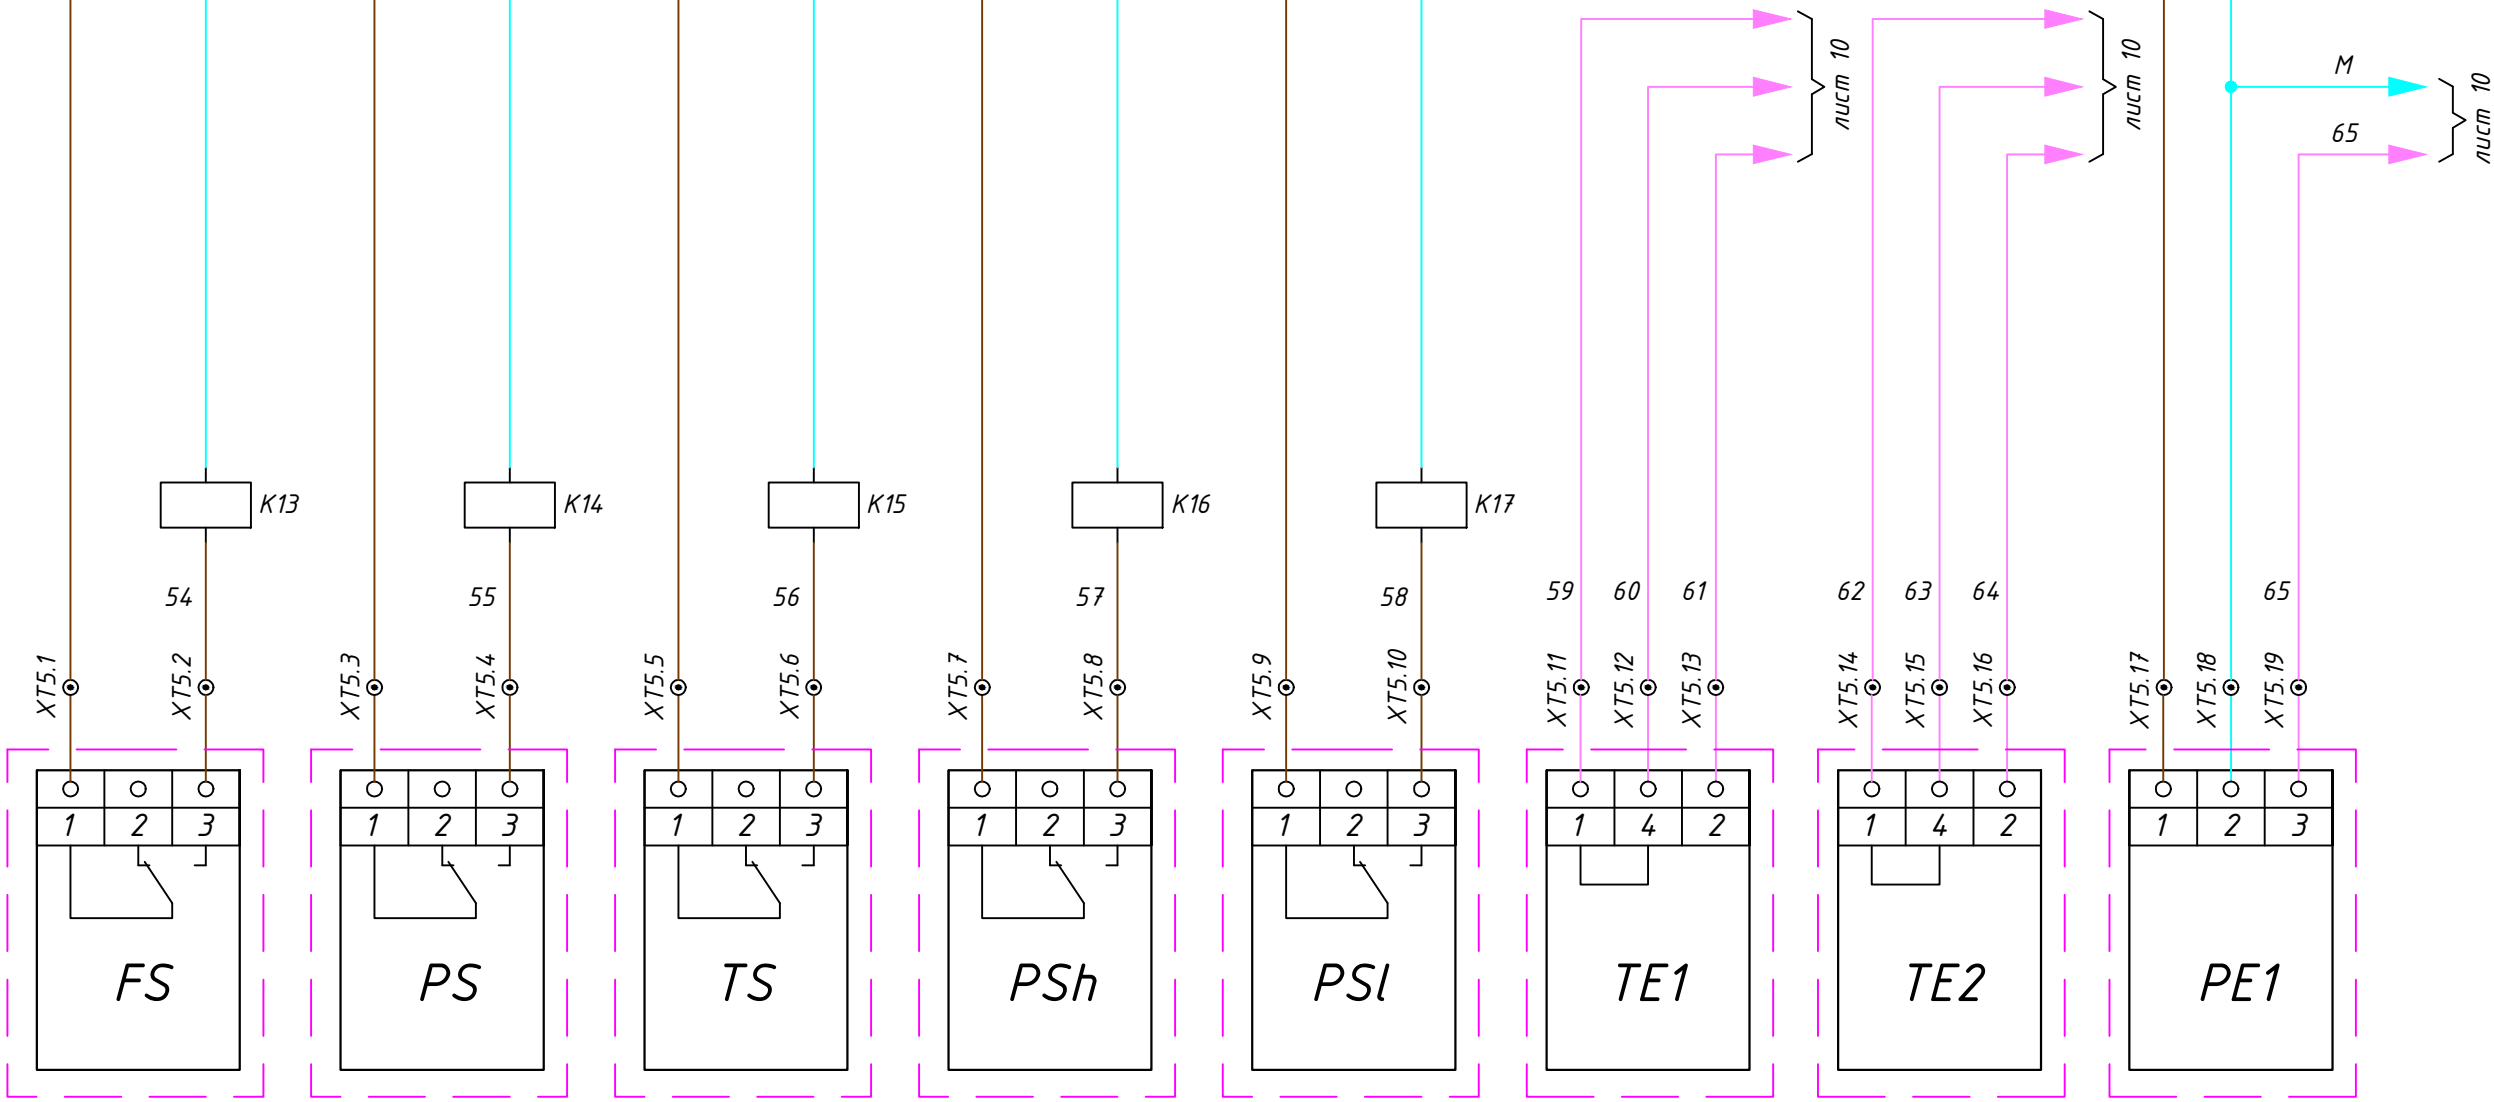 лист 10
лист 10
M
65
лист 10
K13
K14
K15
K16
K17
54
55
56
57
58
59
60
61
62
63
64
65
XT5.1
XT5.2
XT5.3
XT5.4
XT5.5
XT5.6
XT5.7
XT5.8
XT5.9
XT5.10
XT5.11
XT5.12
XT5.13
XT5.14
XT5.15
XT5.16
XT5.17
XT5.18
XT5.19
1 2 3
1 2 3
1 2 3
1 2 3
1 2 3
1 4 2
1 4 2
1 2 3
FS
PS
TS
PSh
PSl
TE1
TE2
PE1